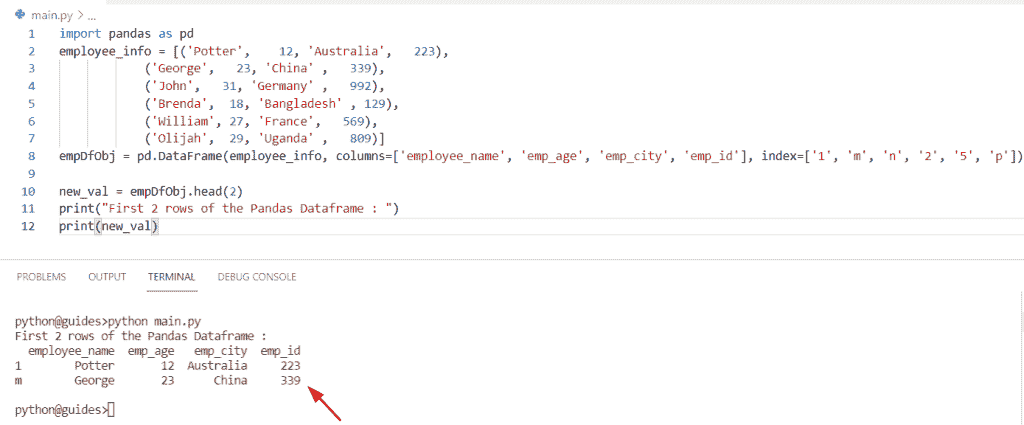 main.py > ...
1 import pandas as pd
2 employee_info = [('Potter',    12, 'Australia',   223),
3             ('George',   23, 'China' ,   339),
4             ('John',   31, 'Germany' ,   992),
5             ('Brenda',  18, 'Bangladesh' , 129),
6             ('William', 27, 'France',   569),
7             ('Olijah',  29, 'Uganda' ,   809)]
8 empDfObj = pd.DataFrame(employee_info, columns=['employee_name', 'emp_age', 'emp_city', 'emp_id'], index=['1', 'm', 'n', '2', '5', 'p'])
9
10 new_val = empDfObj.head(2)
11 print("First 2 rows of the Pandas Dataframe : ")
12 print(new_val)
PROBLEMS OUTPUT TERMINAL DEBUG CONSOLE
python@guides>python main.py
First 2 rows of the Pandas Dataframe :
  employee_name  emp_age   emp_city  emp_id
1        Potter       12  Australia     223
m        George       23      China     339
python@guides>